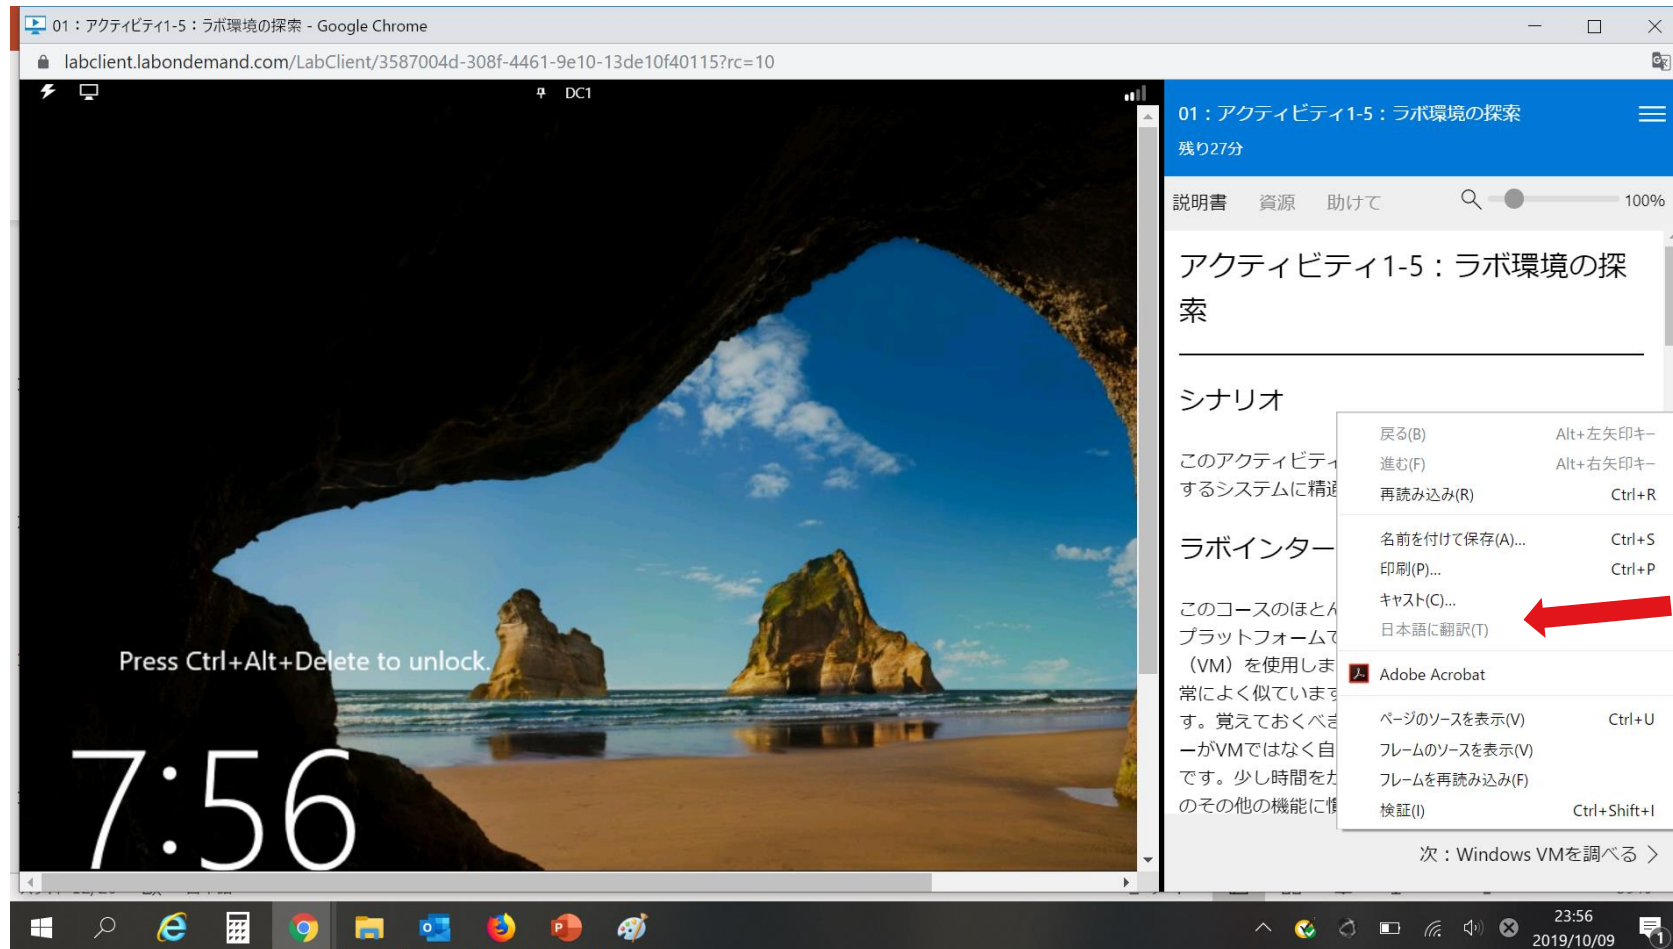 01：アクティビティ1-5：ラボ環境の探索 - Google Chrome
labclient.labondemand.com/LabClient/3587004d-308f-4461-9e10-13de10f40115?rc=10
DC1
Press Ctrl+Alt+Delete to unlock.
7:56
01：アクティビティ1-5：ラボ環境の探索
残り27分
説明書 資源 助けて 100%
アクティビティ1-5：ラボ環境の探
索
シナリオ
このアクティビティ
するシステムに精通
ラボインター
このコースのほとん
プラットフォームで
（VM）を使用しま
常によく似ています
す。覚えておくべき
ーがVMではなく自
です。少し時間をか
のその他の機能に慣
戻る(B) Alt+左矢印キー
進む(F) Alt+右矢印キー
再読み込み(R) Ctrl+R
名前を付けて保存(A)... Ctrl+S
印刷(P)... Ctrl+P
キャスト(C)...
日本語に翻訳(T)
Adobe Acrobat
ページのソースを表示(V) Ctrl+U
フレームのソースを表示(V)
フレームを再読み込み(F)
検証(I) Ctrl+Shift+I
次：Windows VMを調べる
23:56
2019/10/09
1